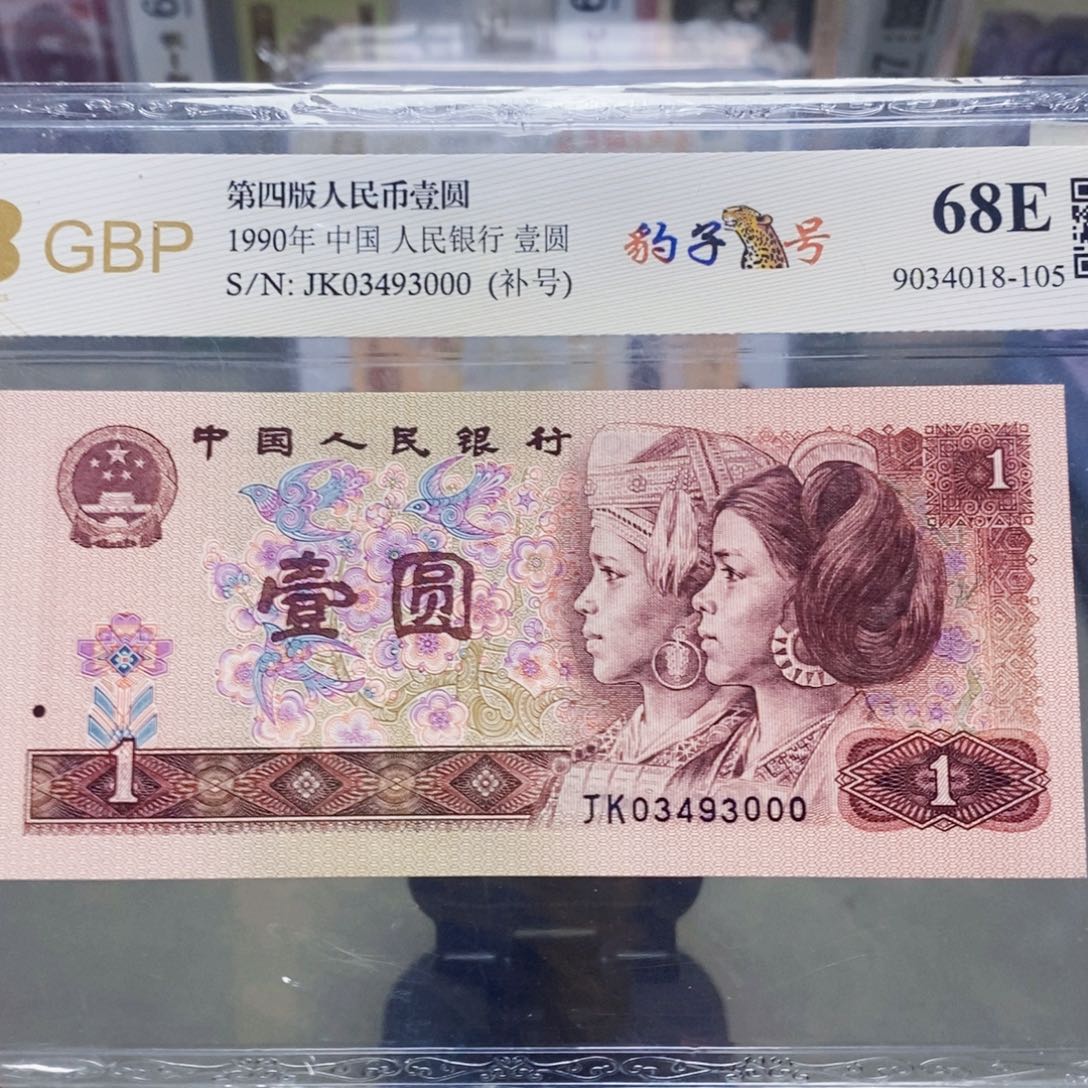 GBP
第四版人民币壹圆
1990年 中国 人民银行 壹圆
S/N: JK03493000 (补号)
豹子号
68E
9034018-105
中国人民银行
壹圆
1
1
1
JK03493000